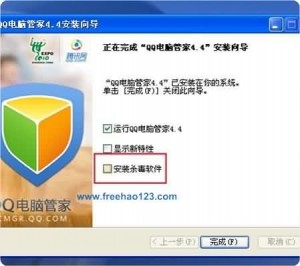 QQ电脑管家4.4安装向导
EXPO
腾讯网
正在完成“QQ电脑管家4.4”安装向导
“QQ电脑管家4.4”已安装在你的系统。
单击 [完成(F)] 关闭此向导。
运行QQ电脑管家4.4
显示新特性
安装杀毒软件
www.freehao123.com
QQ电脑管家
CMGR.QQ.COM
< 上一步(P)
完成(F)
取消(C)